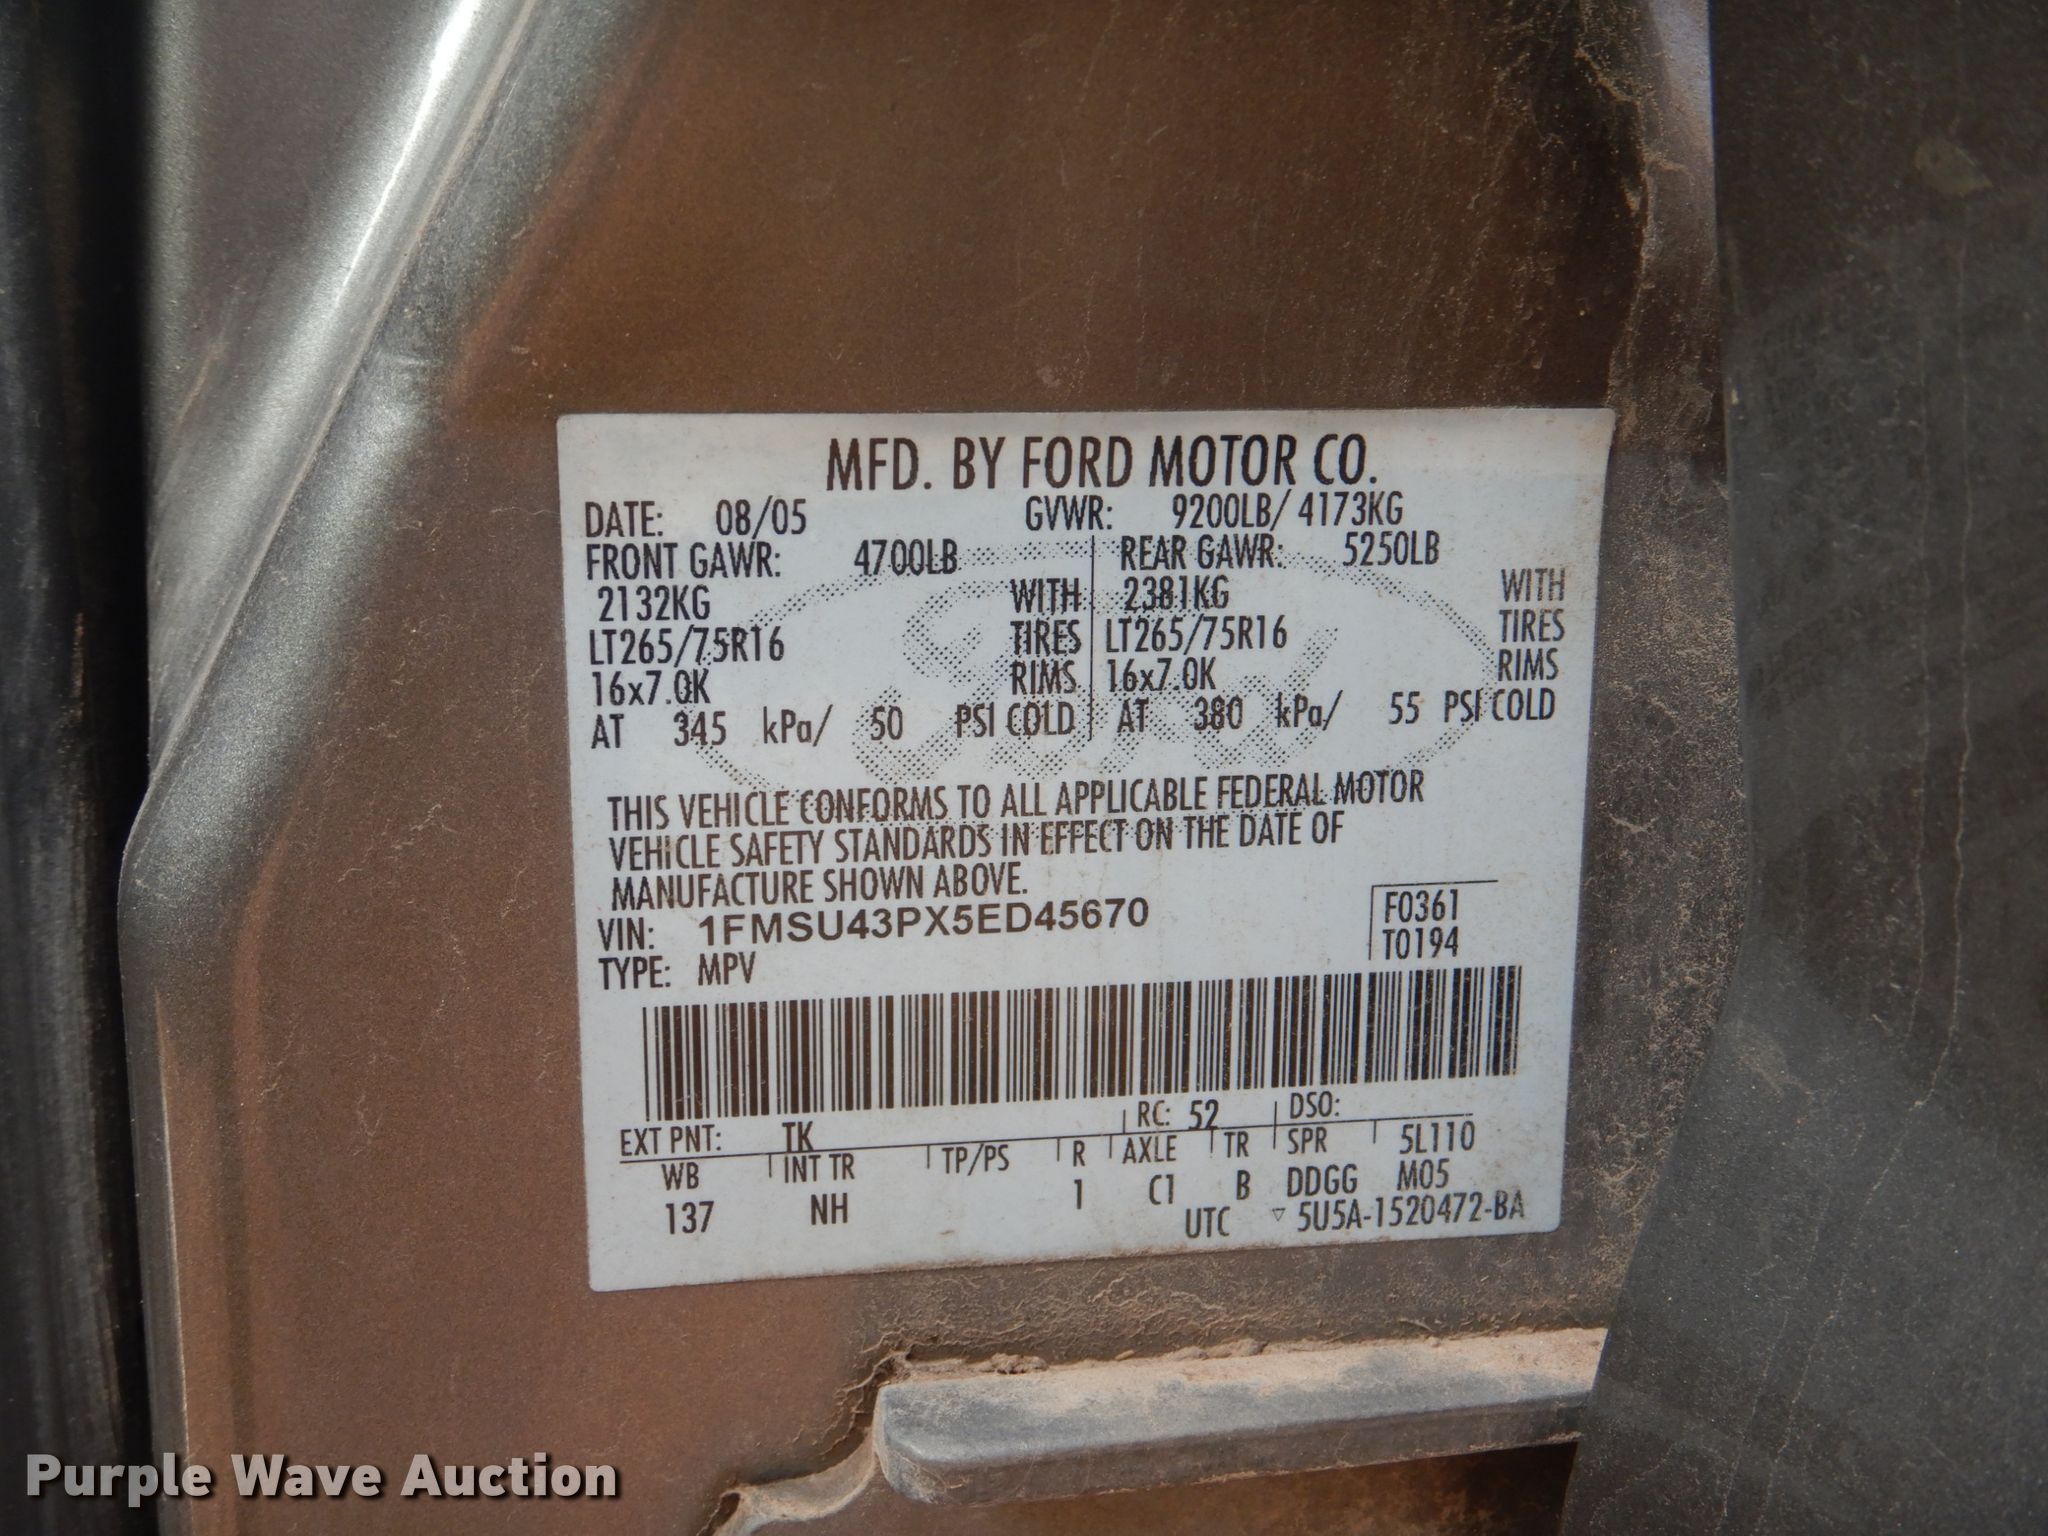 MFD. BY FORD MOTOR CO.
DATE: 08/05 GVWR: 9200LB/ 4173KG
FRONT GAWR: 4700LB REAR GAWR: 5250LB
2132KG WITH 2381KG WITH
LT265/75R16 TIRES LT265/75R16 TIRES
16x7.0K RIMS 16x7.0K RIMS
AT 345 kPa/ 50 PSI COLD AT 380 kPa/ 55 PSI COLD
THIS VEHICLE CONFORMS TO ALL APPLICABLE FEDERAL MOTOR
VEHICLE SAFETY STANDARDS IN EFFECT ON THE DATE OF
MANUFACTURE SHOWN ABOVE.
VIN: 1FMSU43PX5ED45670 F0361
TYPE: MPV T0194
EXT PNT: TK RC: 52 DSO:
WB INT TR TP/PS R AXLE TR SPR 5L110
137 NH 1 C1 B DDGG M05
UTC ▽ 5U5A-1520472-BA
Ford
Purple Wave Auction